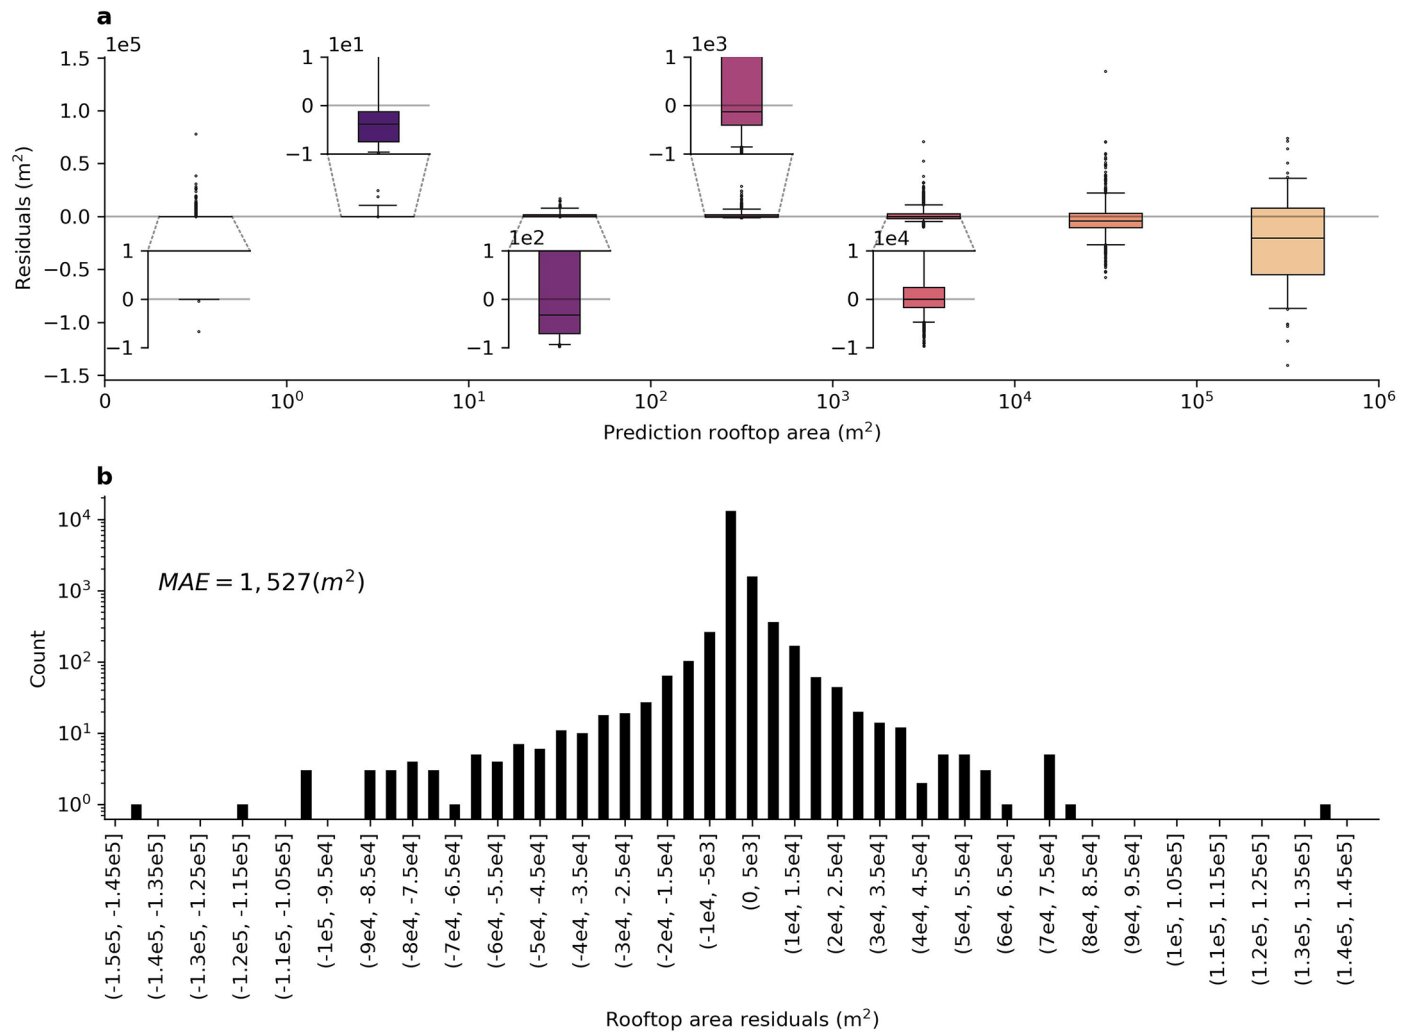 a
1e5
1.5
1.0
0.5
0.0
−0.5
−1.0
−1.5
Residuals (m²)
1e1
1
0
−1
1e3
1
0
−1
1
0
−1
1e2
1
0
−1
1e4
1
0
−1
0 10⁰ 10¹ 10² 10³ 10⁴ 10⁵ 10⁶
Prediction rooftop area (m²)
b
10⁴
10³
10²
10¹
10⁰
Count
MAE = 1, 527(m²)
(-1.5e5, -1.45e5]
(-1.4e5, -1.35e5]
(-1.3e5, -1.25e5]
(-1.2e5, -1.15e5]
(-1.1e5, -1.05e5]
(-1e5, -9.5e4]
(-9e4, -8.5e4]
(-8e4, -7.5e4]
(-7e4, -6.5e4]
(-6e4, -5.5e4]
(-5e4, -4.5e4]
(-4e4, -3.5e4]
(-3e4, -2.5e4]
(-2e4, -1.5e4]
(-1e4, -5e3]
(0, 5e3]
(1e4, 1.5e4]
(2e4, 2.5e4]
(3e4, 3.5e4]
(4e4, 4.5e4]
(5e4, 5.5e4]
(6e4, 6.5e4]
(7e4, 7.5e4]
(8e4, 8.5e4]
(9e4, 9.5e4]
(1e5, 1.05e5]
(1.1e5, 1.15e5]
(1.2e5, 1.25e5]
(1.3e5, 1.35e5]
(1.4e5, 1.45e5]
Rooftop area residuals (m²)